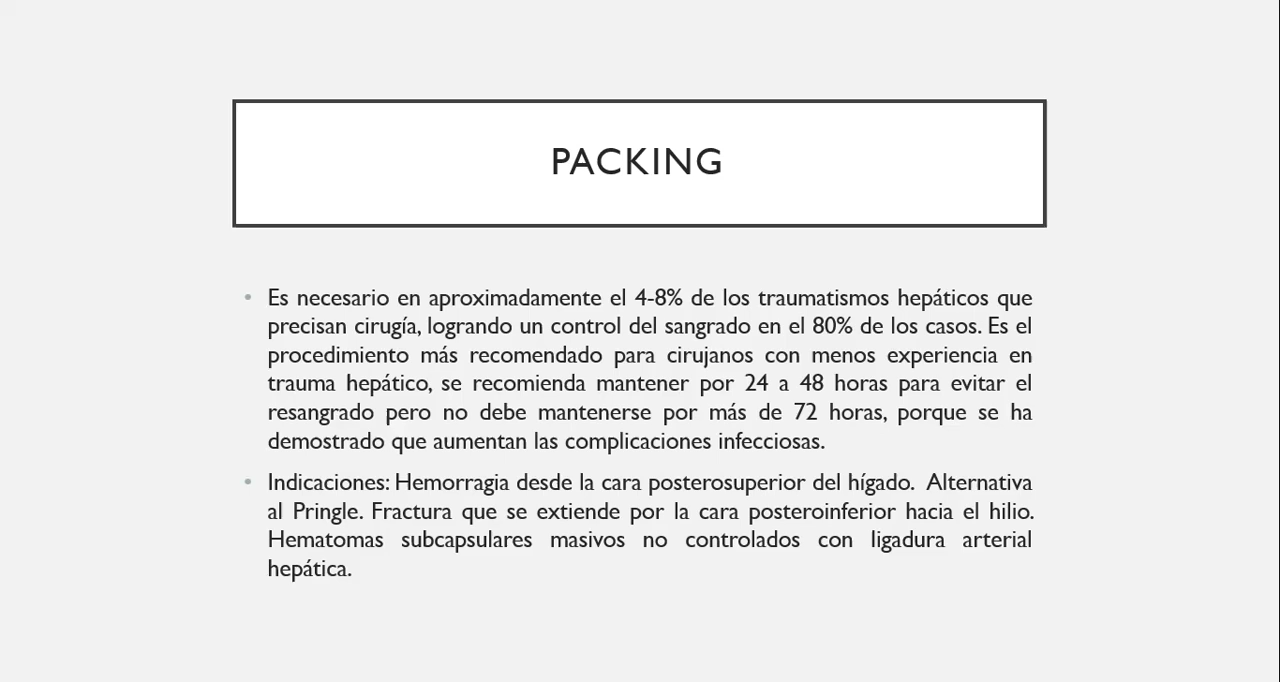 PACKING
• Es necesario en aproximadamente el 4-8% de los traumatismos hepáticos que
precisan cirugía, logrando un control del sangrado en el 80% de los casos. Es el
procedimiento más recomendado para cirujanos con menos experiencia en
trauma hepático, se recomienda mantener por 24 a 48 horas para evitar el
resangrado pero no debe mantenerse por más de 72 horas, porque se ha
demostrado que aumentan las complicaciones infecciosas.
• Indicaciones: Hemorragia desde la cara posterosuperior del hígado. Alternativa
al Pringle. Fractura que se extiende por la cara posteroinferior hacia el hilio.
Hematomas subcapsulares masivos no controlados con ligadura arterial
hepática.